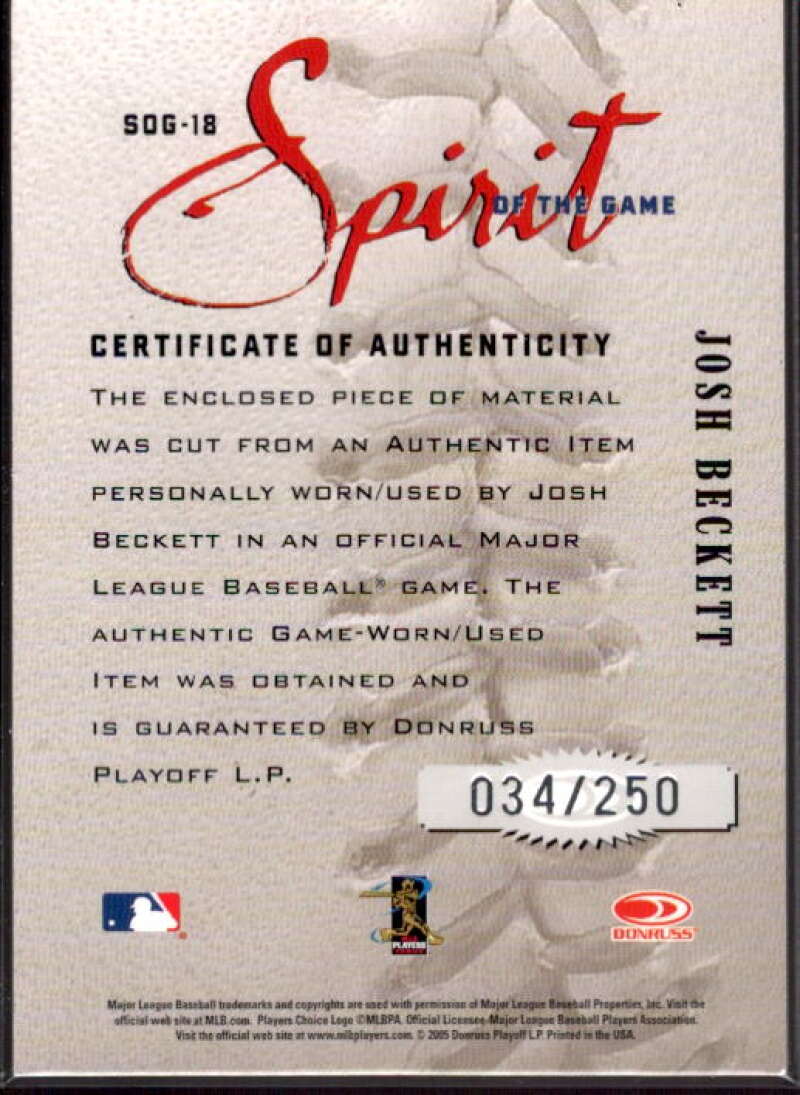 SOG-18
Spirit
OF THE GAME
CERTIFICATE OF AUTHENTICITY
THE ENCLOSED PIECE OF MATERIAL
WAS CUT FROM AN AUTHENTIC ITEM
PERSONALLY WORN/USED BY JOSH
BECKETT IN AN OFFICIAL MAJOR
LEAGUE BASEBALL® GAME. THE
AUTHENTIC GAME-WORN/USED
ITEM WAS OBTAINED AND
IS GUARANTEED BY DONRUSS
PLAYOFF L.P.
JOSH BECKETT
034/250
PLAYERS
DONRUSS
Major League Baseball trademarks and copyrights are used with permission of Major League Baseball Properties, Inc. Visit the
official web site at MLB.com. Players Choice Logo ©MLBPA. Official Licensee-Major League Baseball Players Association.
Visit the official web site at www.mlbplayers.com. © 2005 Donruss Playoff L.P. Printed in the USA.